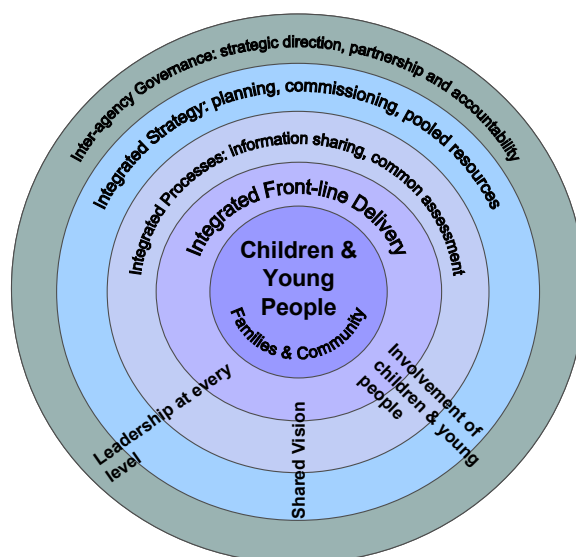 Inter-agency Governance: strategic direction, partnership and accountability
Integrated Strategy: planning, commissioning, pooled resources
Integrated Processes: Information sharing, common assessment
Integrated Front-line Delivery
Children &
Young
People
Families & Community
Leadership at every
level
Shared Vision
Involvement of
children & young
people